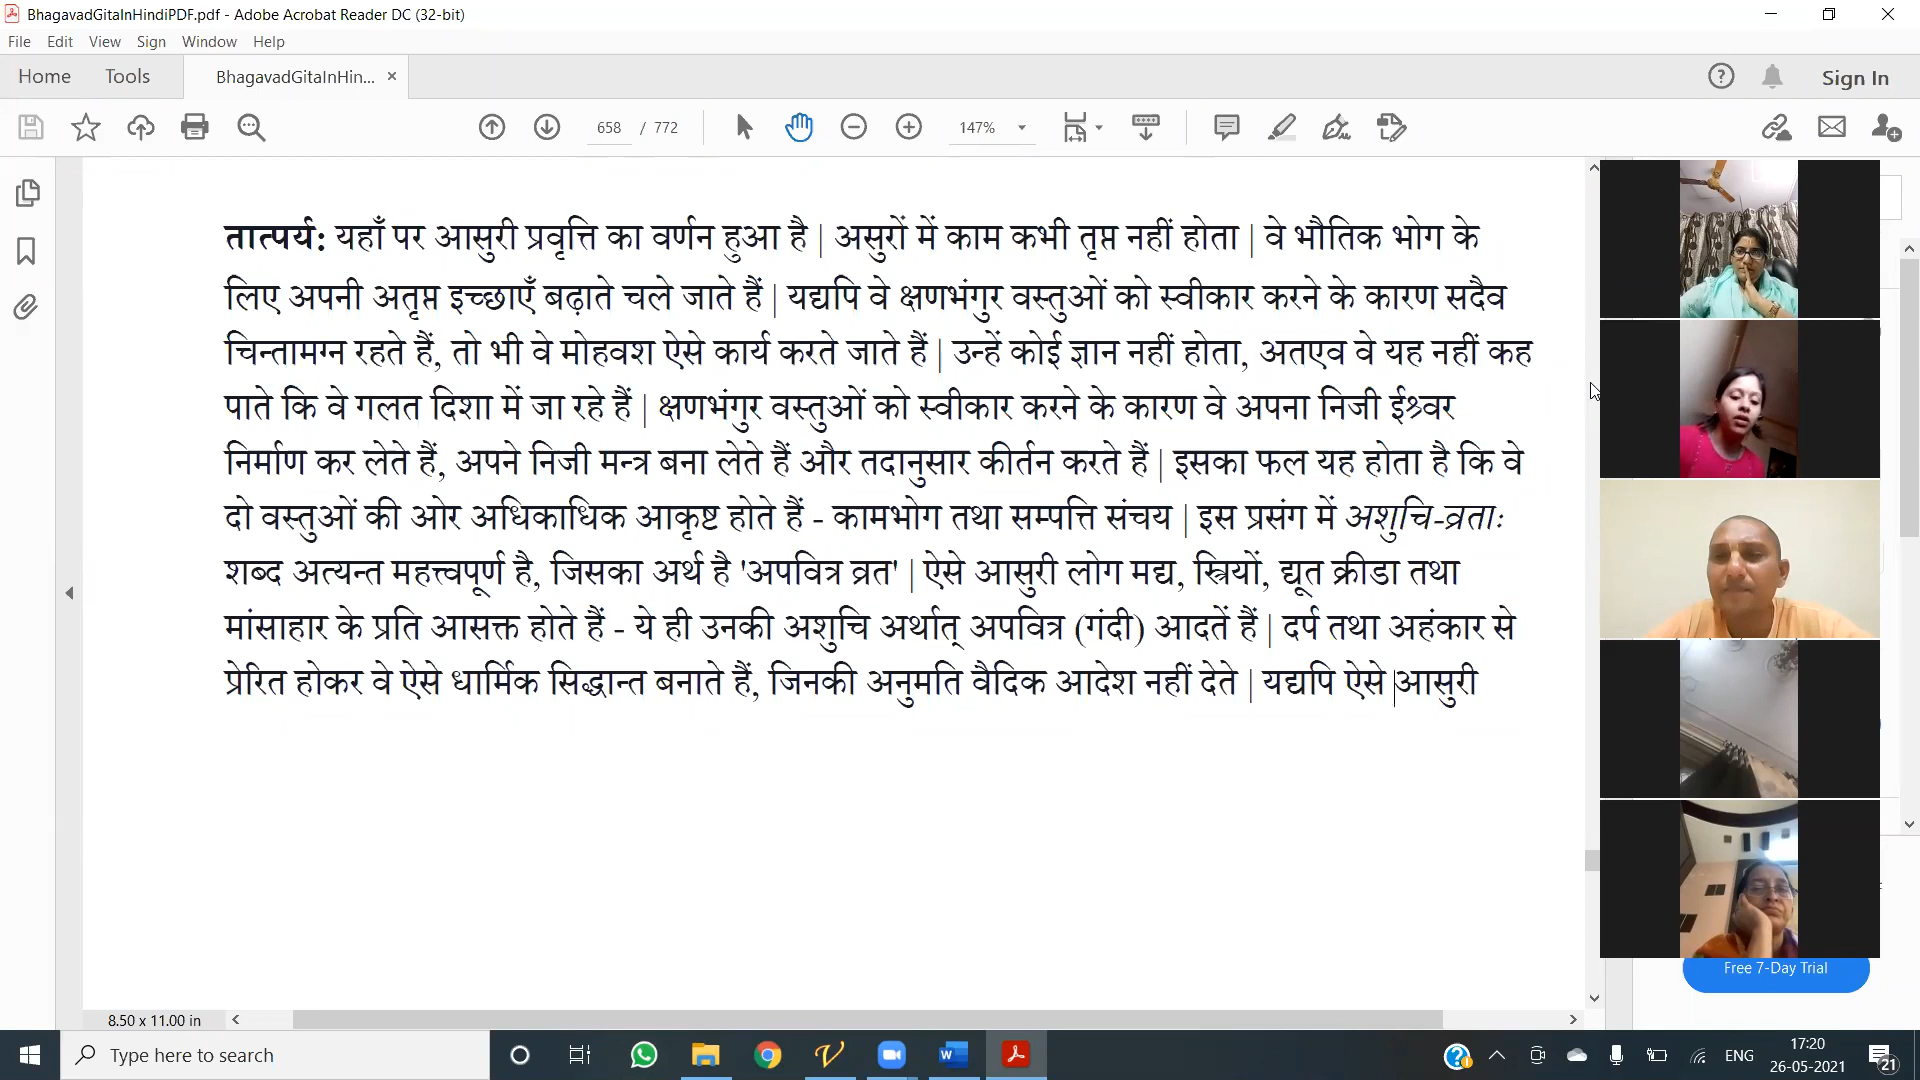 BhagavadGitaInHindiPDF.pdf - Adobe Acrobat Reader DC (32-bit)
File Edit View Sign Window Help
Home Tools BhagavadGitaInHin... × Sign In
658 / 772 147%
तात्पर्य: यहाँ पर आसुरी प्रवृत्ति का वर्णन हुआ है | असुरों में काम कभी तृप्त नहीं होता | वे भौतिक भोग के
लिए अपनी अतृप्त इच्छाएँ बढ़ाते चले जाते हैं | यद्यपि वे क्षणभंगुर वस्तुओं को स्वीकार करने के कारण सदैव
चिन्तामग्न रहते हैं, तो भी वे मोहवश ऐसे कार्य करते जाते हैं | उन्हें कोई ज्ञान नहीं होता, अतएव वे यह नहीं कह
पाते कि वे गलत दिशा में जा रहे हैं | क्षणभंगुर वस्तुओं को स्वीकार करने के कारण वे अपना निजी ईश्र्वर
निर्माण कर लेते हैं, अपने निजी मन्त्र बना लेते हैं और तदानुसार कीर्तन करते हैं | इसका फल यह होता है कि वे
दो वस्तुओं की ओर अधिकाधिक आकृष्ट होते हैं - कामभोग तथा सम्पत्ति संचय | इस प्रसंग में अशुचि-व्रताः
शब्द अत्यन्त महत्त्वपूर्ण है, जिसका अर्थ है 'अपवित्र व्रत' | ऐसे आसुरी लोग मद्य, स्त्रियों, द्यूत क्रीडा तथा
मांसाहार के प्रति आसक्त होते हैं - ये ही उनकी अशुचि अर्थात् अपवित्र (गंदी) आदतें हैं | दर्प तथा अहंकार से
प्रेरित होकर वे ऐसे धार्मिक सिद्धान्त बनाते हैं, जिनकी अनुमति वैदिक आदेश नहीं देते | यद्यपि ऐसे आसुरी
Free 7-Day Trial
8.50 x 11.00 in
Type here to search ENG 17:20
26-05-2021
21